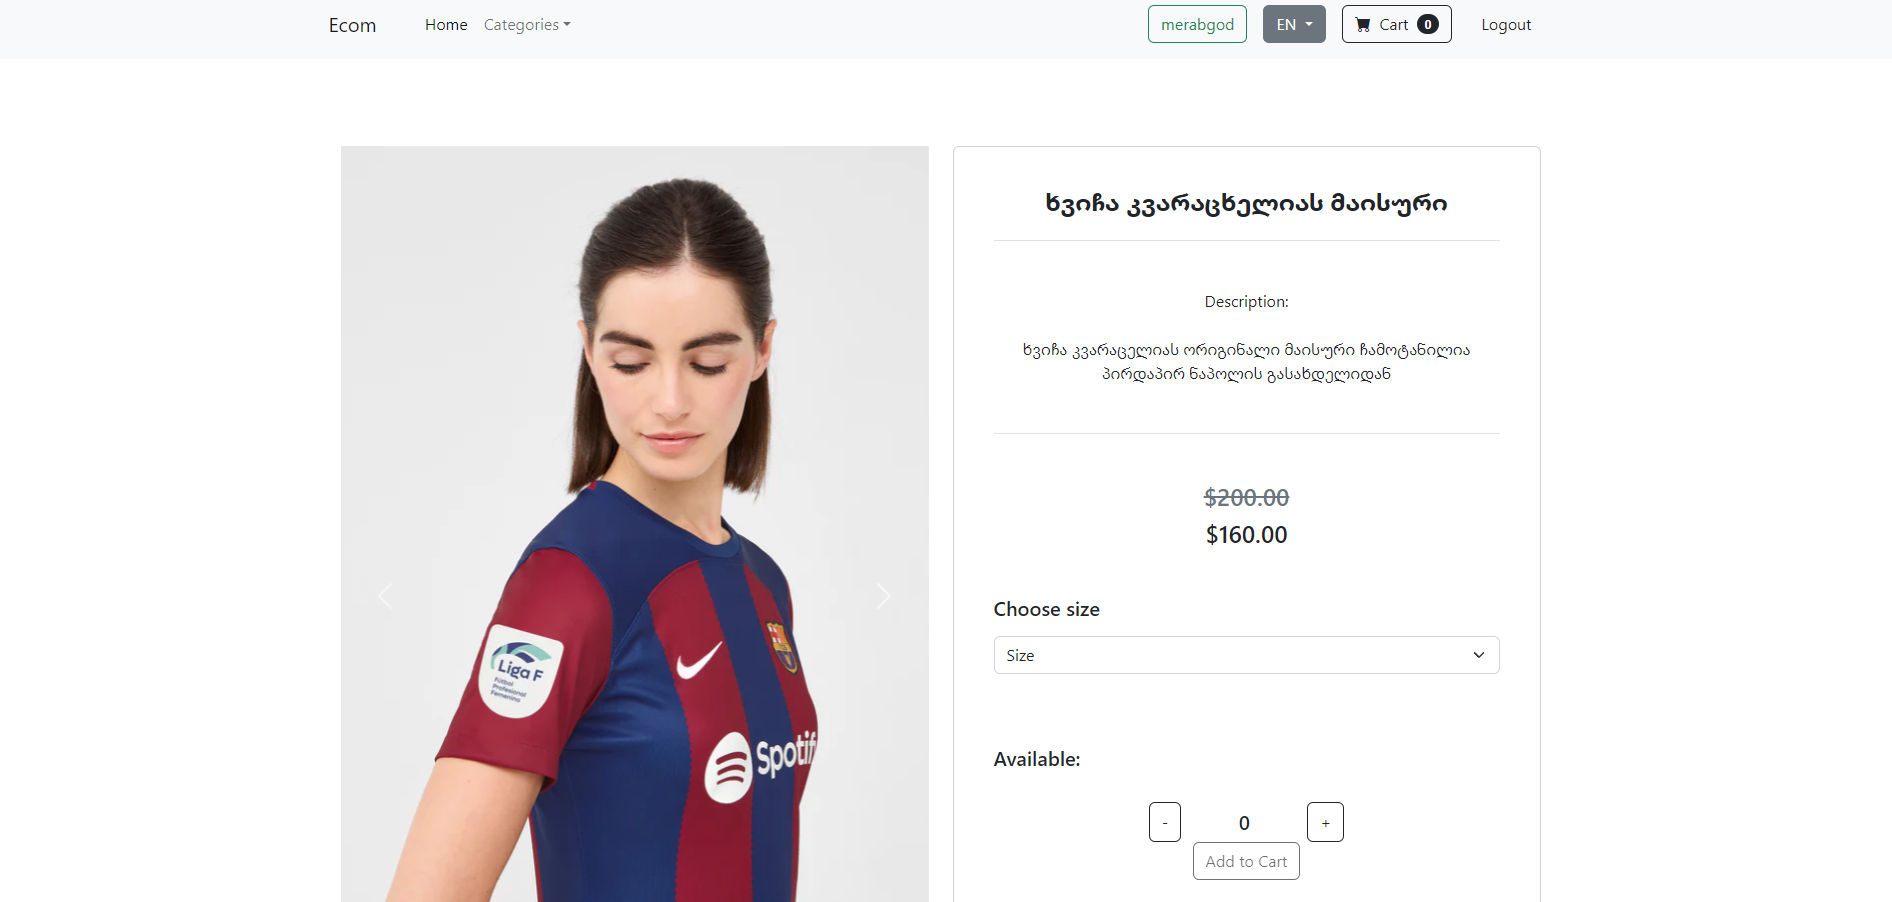 Ecom
Home
Categories
merabgod
EN
Cart 0
Logout
ხვიჩა კვარაცხელიას მაისური
Description:
ხვიჩა კვარაცელიას ორიგინალი მაისური ჩამოტანილია
პირდაპირ ნაპოლის გასახდელიდან
$200.00
$160.00
Choose size
Size
Available:
- 0 +
Add to Cart
Liga F
Fútbol
Profesional
Femenino
Spotif